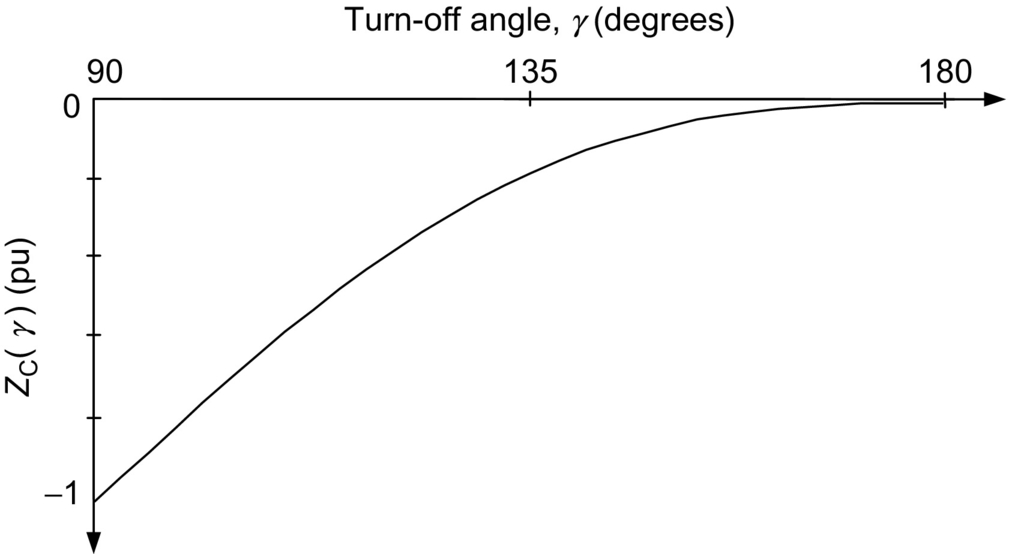 Turn-off angle, γ (degrees)
90 135 180
0
Z_C( γ ) (pu)
–1